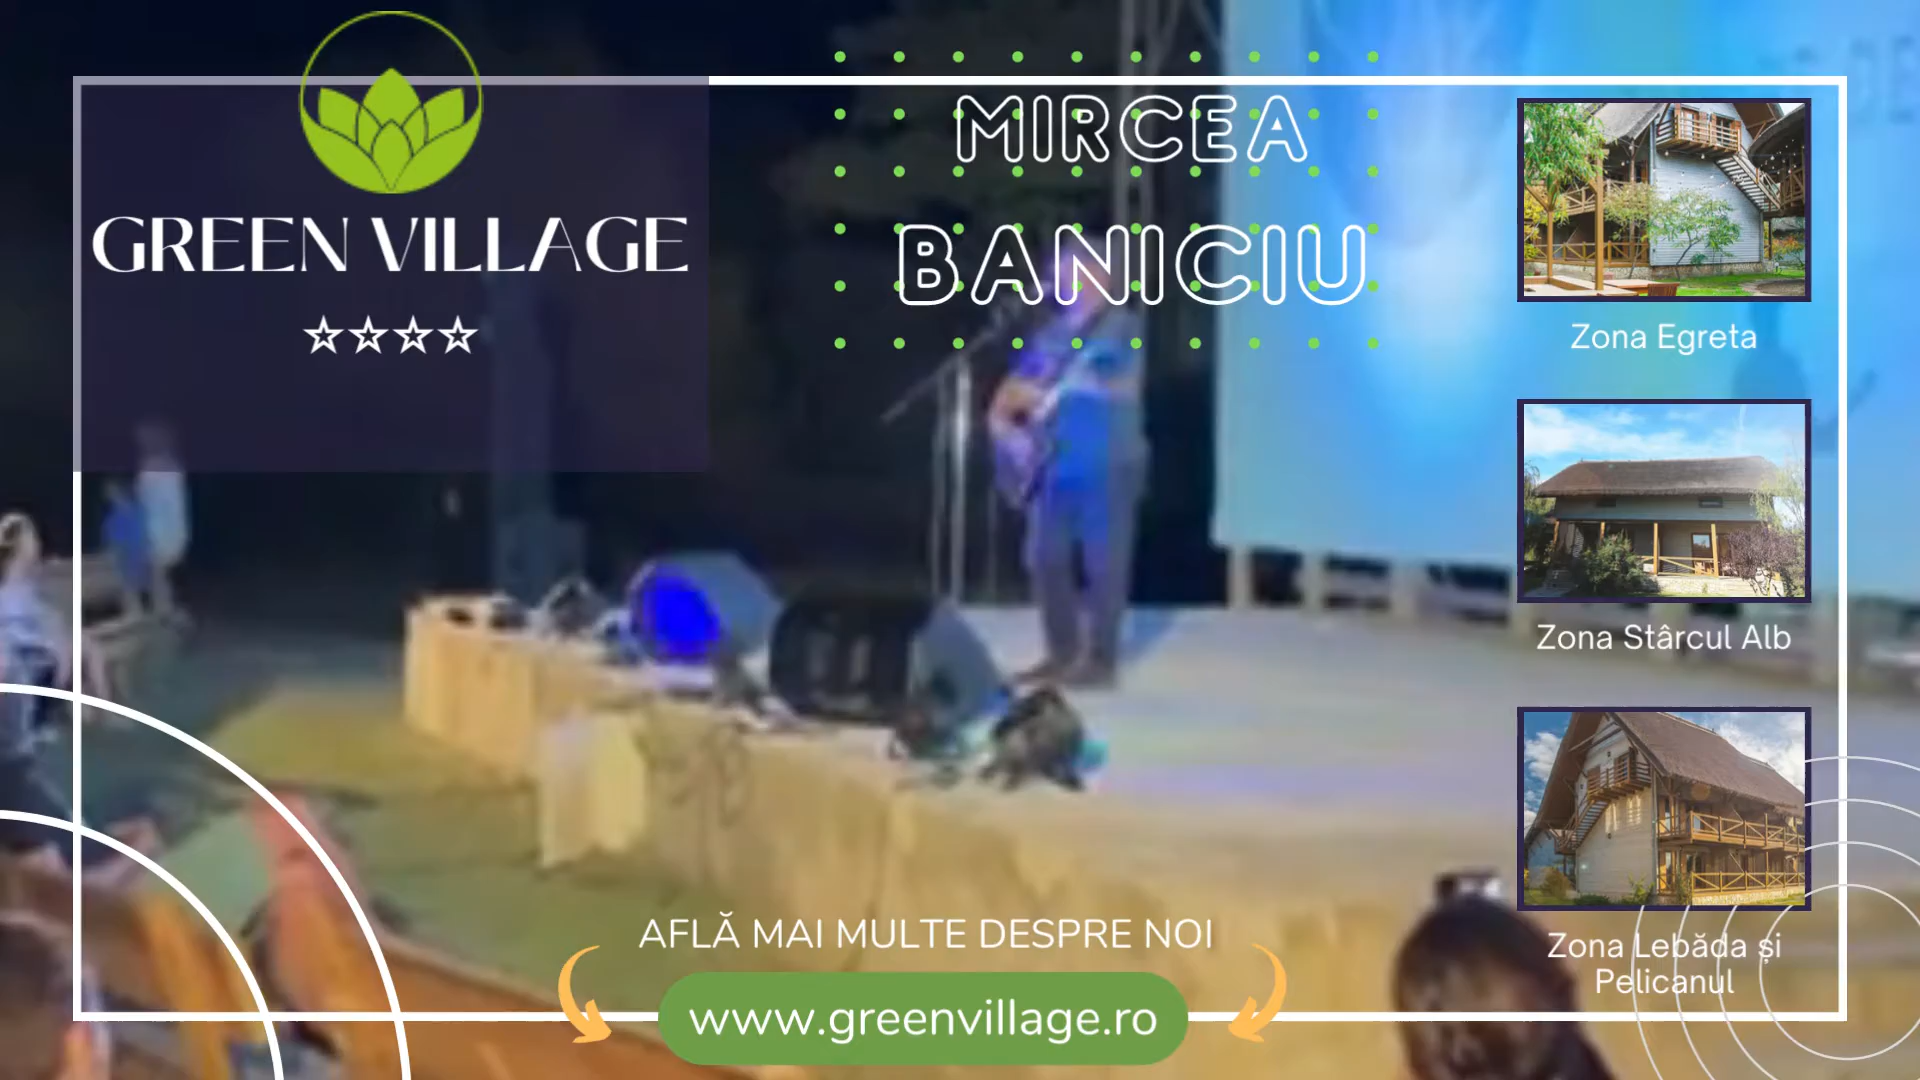 GREEN VILLAGE
MIRCEA
BANICIU
Zona Egreta
Zona Stârcul Alb
Zona Lebăda și
Pelicanul
AFLĂ MAI MULTE DESPRE NOI
www.greenvillage.ro